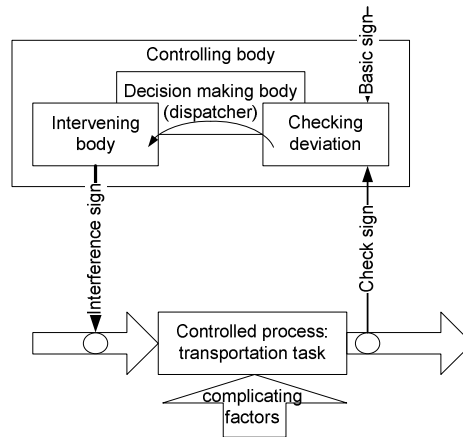 Basic sign
Controlling body
Decision making body
(dispatcher)
Intervening
body
Checking
deviation
Interference sign
Check sign
Controlled process:
transportation task
complicating
factors